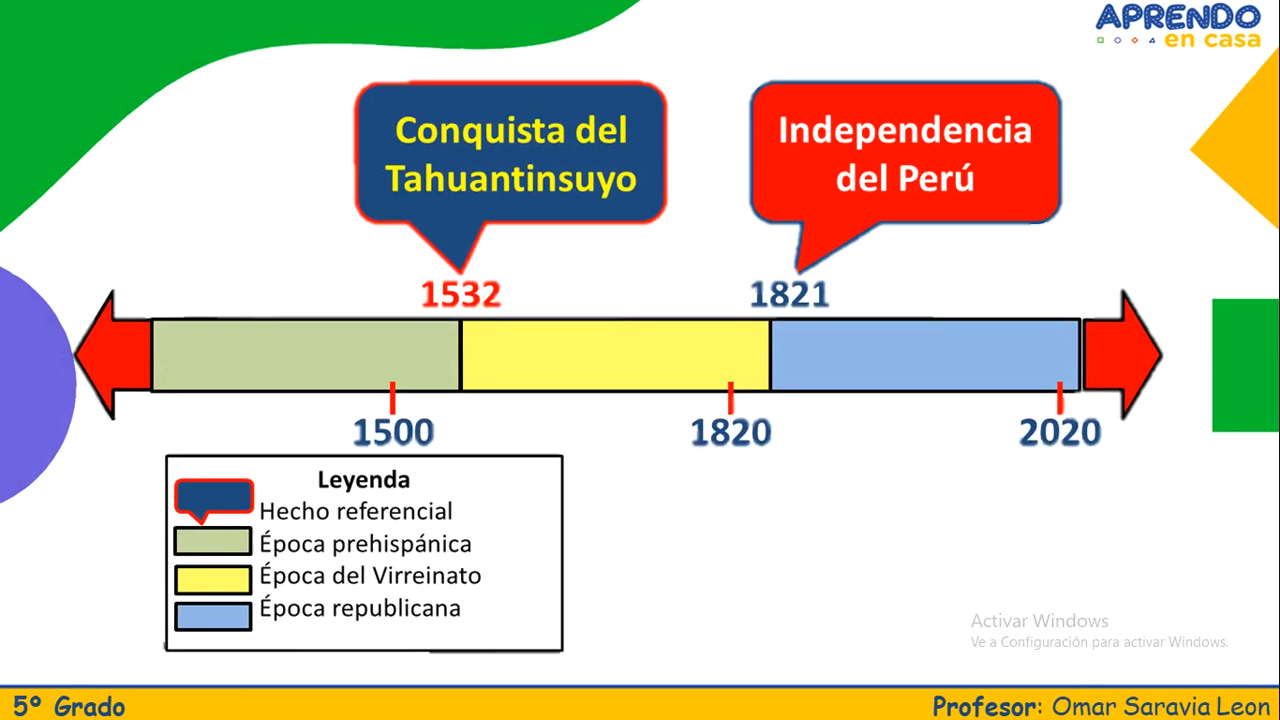 APRENDO
en casa
Conquista del
Tahuantinsuyo
Independencia
del Perú
1532
1821
1500
1820
2020
Leyenda
Hecho referencial
Época prehispánica
Época del Virreinato
Época republicana
Activar Windows
Ve a Configuración para activar Windows.
5º Grado
Profesor: Omar Saravia Leon